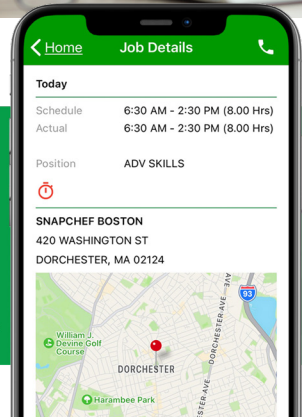 Home
Job Details
Today
Schedule 6:30 AM - 2:30 PM (8.00 Hrs)
Actual 6:30 AM - 2:30 PM (8.00 Hrs)
Position ADV SKILLS
SNAPCHEF BOSTON
420 WASHINGTON ST
DORCHESTER, MA 02124
93
DORCHESTER AVE
AVE
William J.
Devine Golf
Course
DORCHESTER
Harambee Park